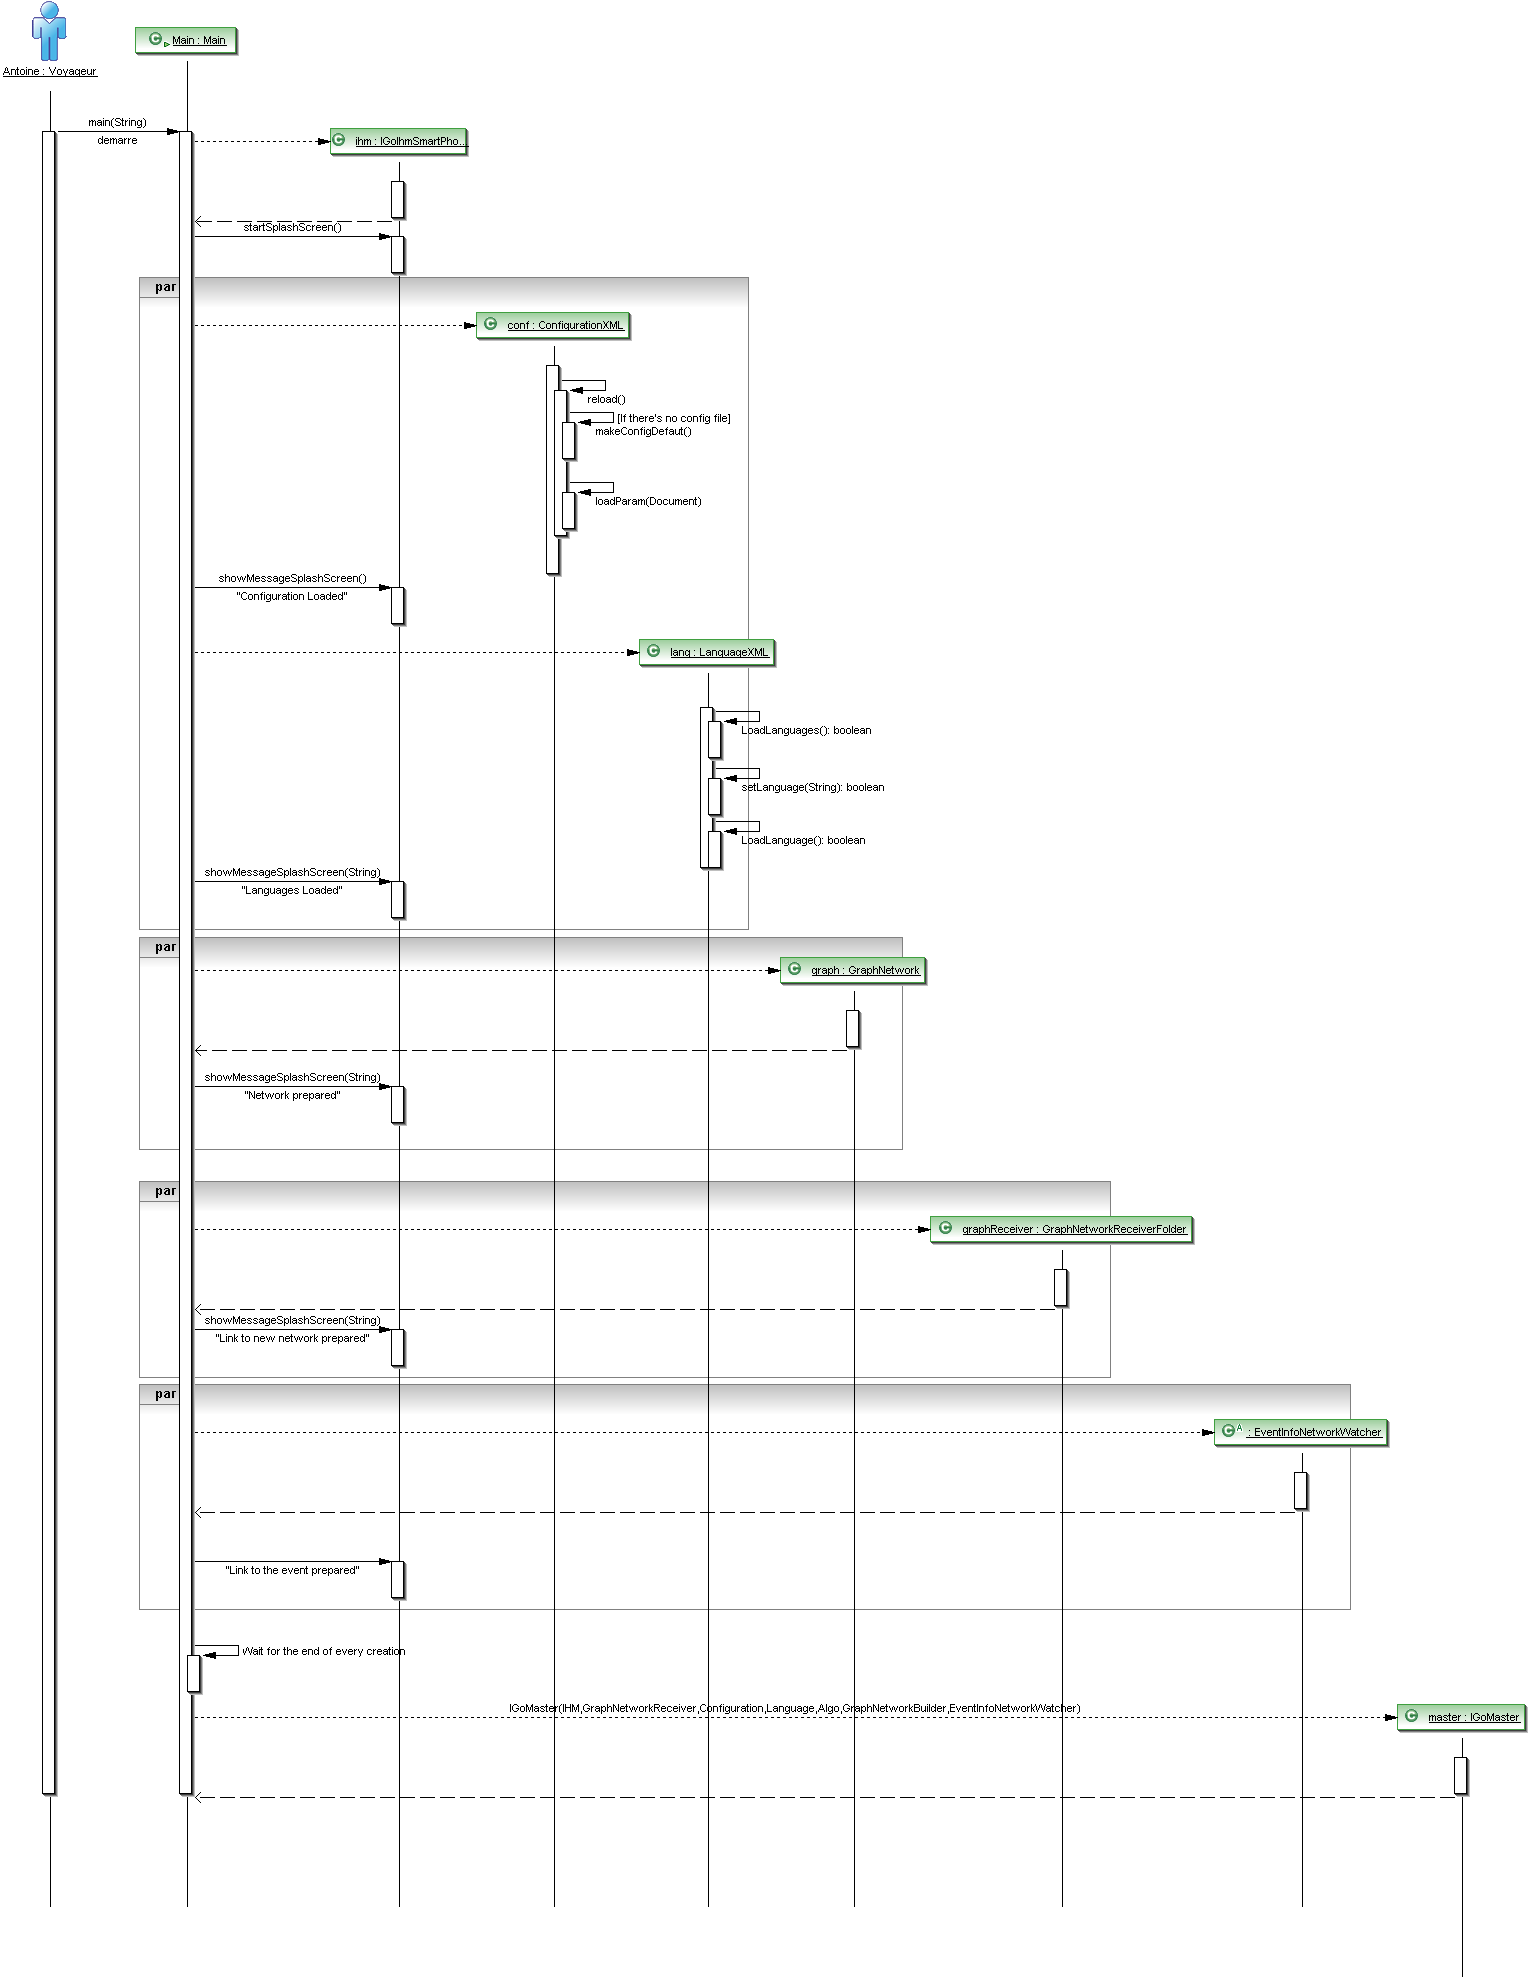 Antoine : Voyageur
Main : Main
main(String)
demarre
ihm : IGoIhmSmartPho...
startSplashScreen()
par
conf : ConfigurationXML
reload()
[If there's no config file]
makeConfigDefaut()
loadParam(Document)
showMessageSplashScreen()
"Configuration Loaded"
lang : LanguageXML
LoadLanguages(): boolean
setLanguage(String): boolean
LoadLanguage(): boolean
showMessageSplashScreen(String)
"Languages Loaded"
par
graph : GraphNetwork
showMessageSplashScreen(String)
"Network prepared"
par
graphReceiver : GraphNetworkReceiverFolder
showMessageSplashScreen(String)
"Link to new network prepared"
par
A : EventInfoNetworkWatcher
"Link to the event prepared"
Wait for the end of every creation
IGoMaster(IHM,GraphNetworkReceiver,Configuration,Language,Algo,GraphNetworkBuilder,EventInfoNetworkWatcher)
master : IGoMaster